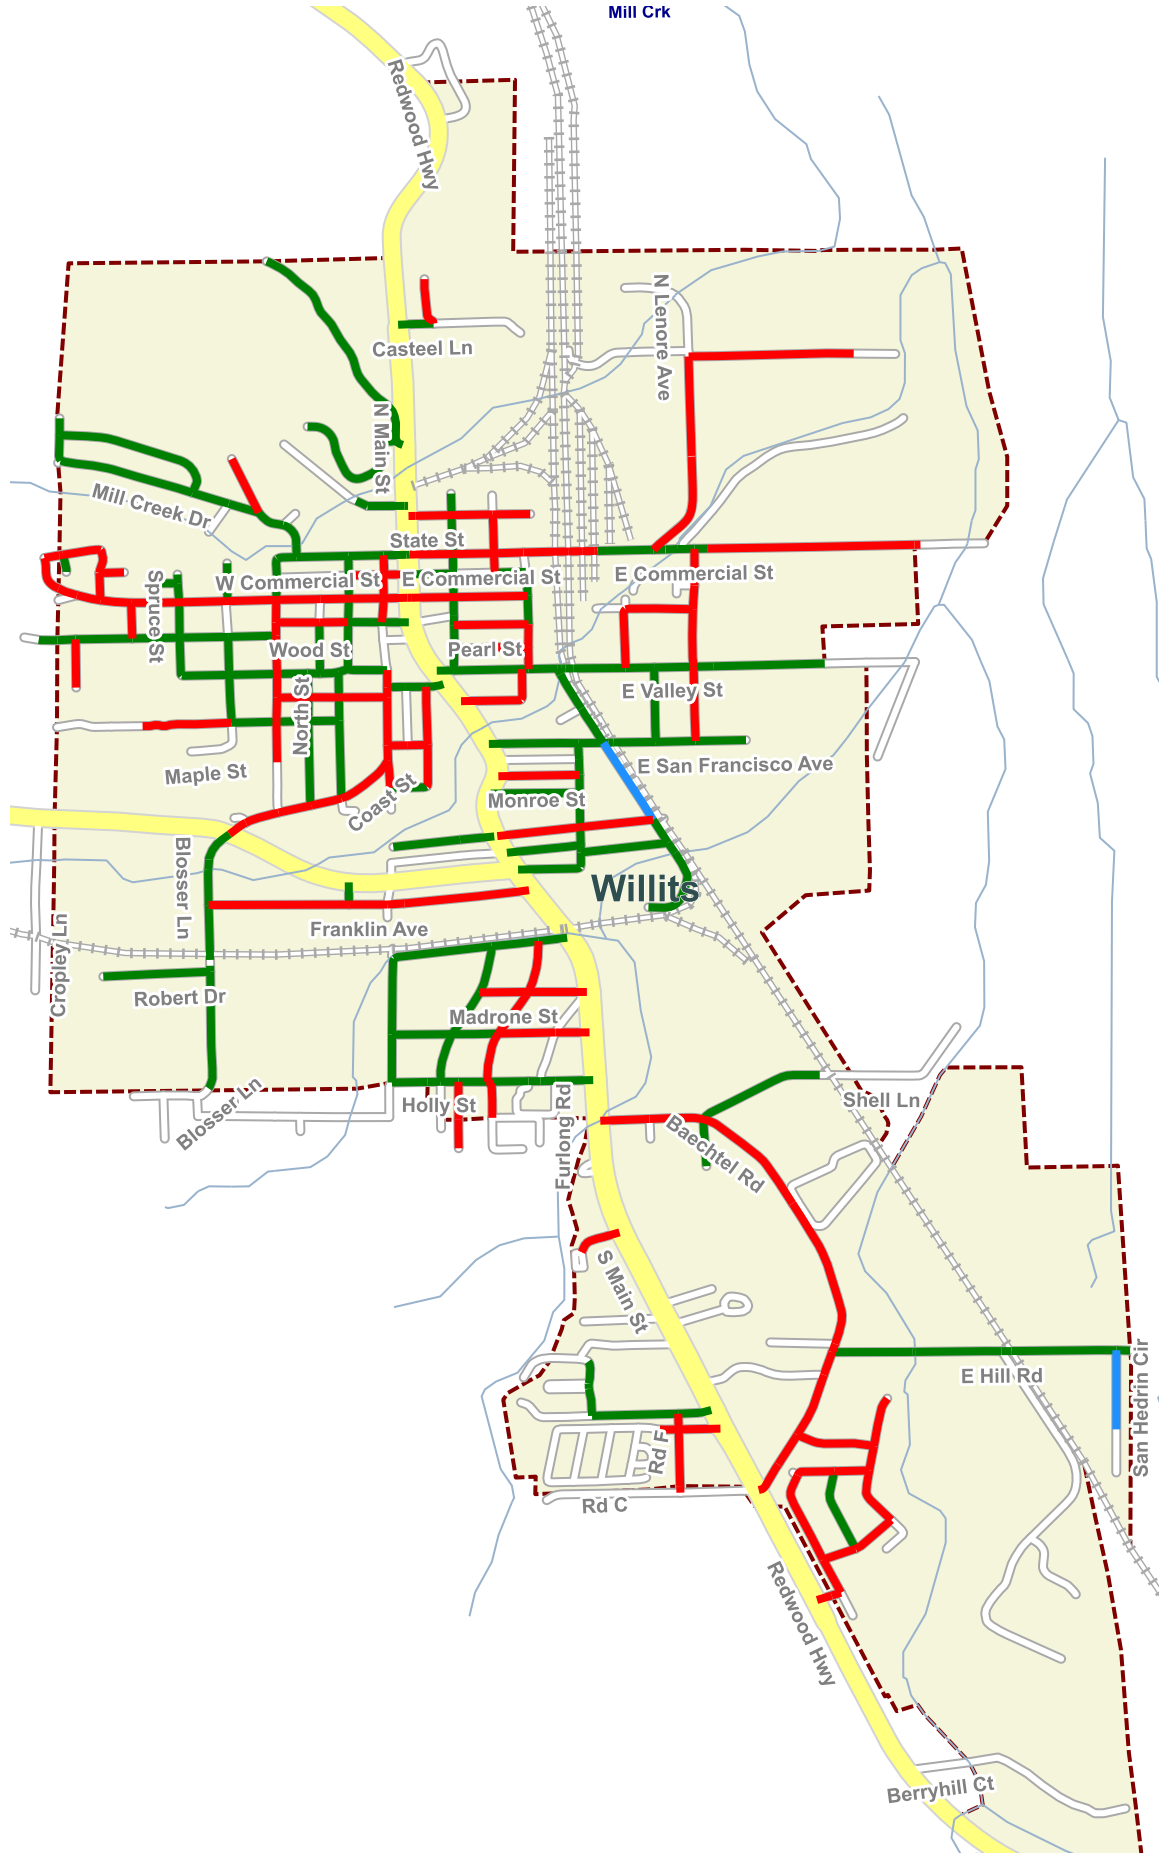 Mill Crk
Redwood Hwy
N Lenore Ave
Casteel Ln
N Main St
Mill Creek Dr
State St
W Commercial St
E Commercial St
E Commercial St
Spruce St
Wood St
Pearl St
E Valley St
North St
E San Francisco Ave
Maple St
Coast St
Monroe St
Blosser Ln
Willits
Franklin Ave
Cropley Ln
Robert Dr
Madrone St
Blosser Ln
Holly St
Furlong Rd
Shell Ln
Baechtel Rd
S Main St
E Hill Rd
San Hedrin Cir
Rd F
Rd C
Redwood Hwy
Berryhill Ct